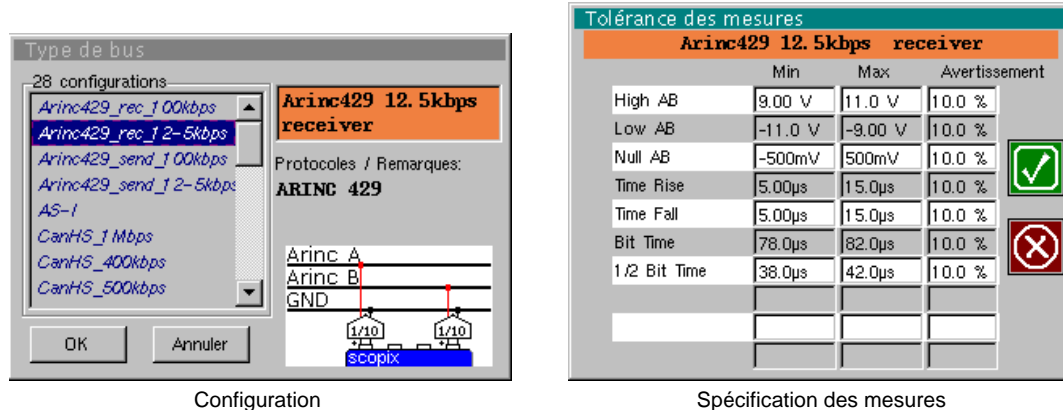 Type de bus
28 configurations
Arinc429_rec_100kbps
Arinc429_rec_12-5kbps
Arinc429_send_100kbps
Arinc429_send_12-5kbps
AS-I
CanHS_1Mbps
CanHS_400kbps
CanHS_500kbps
OK Annuler
Arinc429 12.5kbps
receiver
Protocoles / Remarques:
ARINC 429
Arinc A
Arinc B
GND
1/10 1/10
scopix
Configuration
Tolérance des mesures
Arinc429 12.5kbps receiver
Min Max Avertissement
High AB 9.00 V 11.0 V 10.0 %
Low AB -11.0 V -9.00 V 10.0 %
Null AB -500mV 500mV 10.0 %
Time Rise 5.00µs 15.0µs 10.0 %
Time Fall 5.00µs 15.0µs 10.0 %
Bit Time 78.0µs 82.0µs 10.0 %
1/2 Bit Time 38.0µs 42.0µs 10.0 %
Spécification des mesures